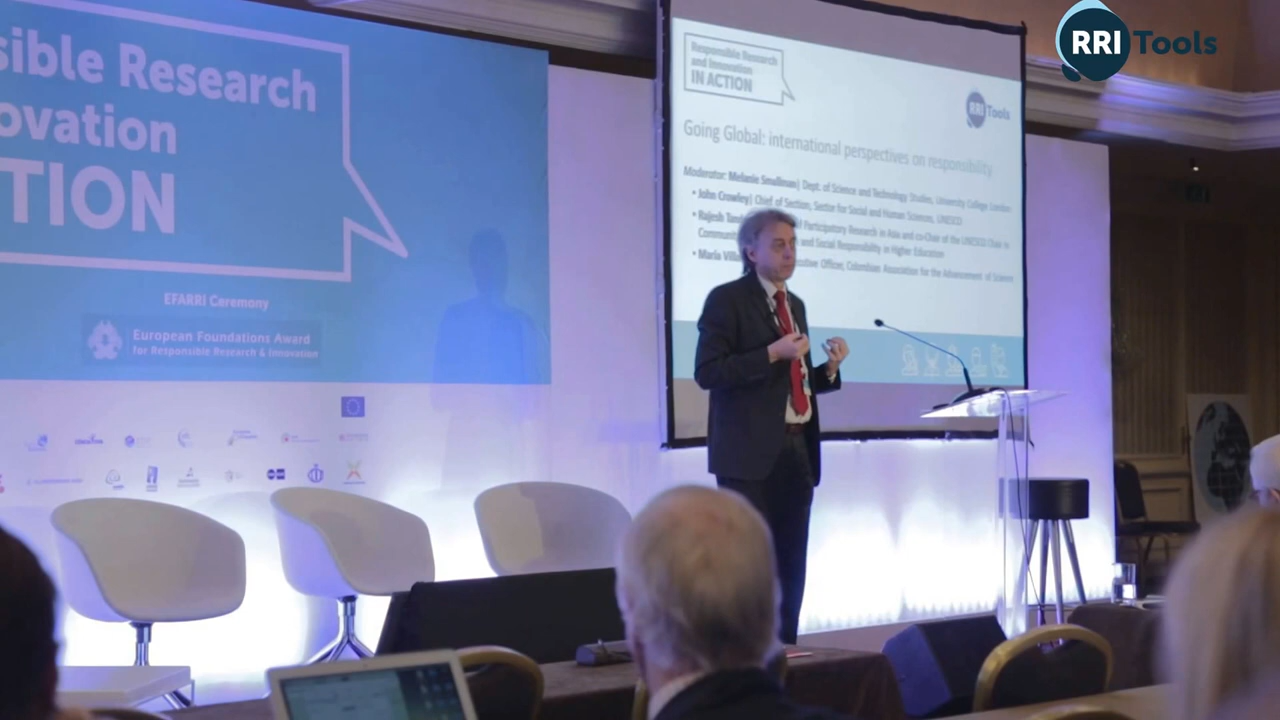 sible Research
ovation
TION
EFARRI Ceremony
European Foundations Award
for Responsible Research & Innovation
Responsible Research
and Innovation
IN ACTION
RRI Tools
Going Global: international perspectives on responsibility
Moderator: Melanie Smallman| Dept. of Science and Technology Studies, University College London
• John Crowley| Chief of Section, Sector for Social and Human Sciences, UNESCO
• Rajesh Participatory Research in Asia and co-Chair of the UNESCO Chair in
and Social Responsibility in Higher Education
• Maria Officer, Colombian Association for the Advancement of Science
RRI Tools